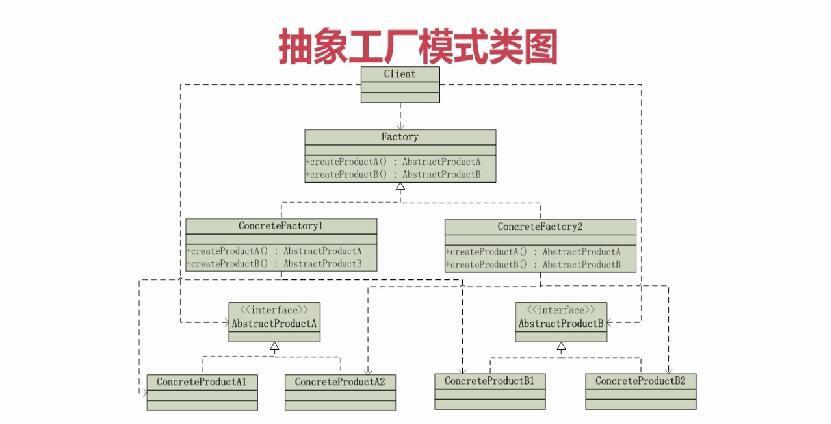 抽象工厂模式类图
Client
Factory
+createProductA() : AbstractProductA
+createProductB() : AbstractProductB
ConcreteFactory1
+createProductA() : AbstractProductA
+createProductB() : AbstractProductB
ConcreteFactory2
+createProductA() : AbstractProductA
+createProductB() : AbstractProductB
<<interface>>
AbstractProductA
<<interface>>
AbstractProductB
ConcreteProductA1
ConcreteProductA2
ConcreteProductB1
ConcreteProductB2